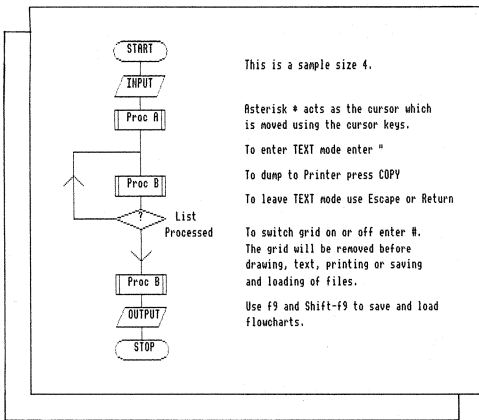 START
INPUT
Proc A
Proc B
?
List
Processed
Proc B
OUTPUT
STOP
This is a sample size 4.
Asterisk * acts as the cursor which
is moved using the cursor keys.
To enter TEXT mode enter "
To dump to Printer press COPY
To leave TEXT mode use Escape or Return
To switch grid on or off enter #.
The grid will be removed before
drawing, text, printing or saving
and loading of files.
Use f9 and Shift-f9 to save and load
flowcharts.